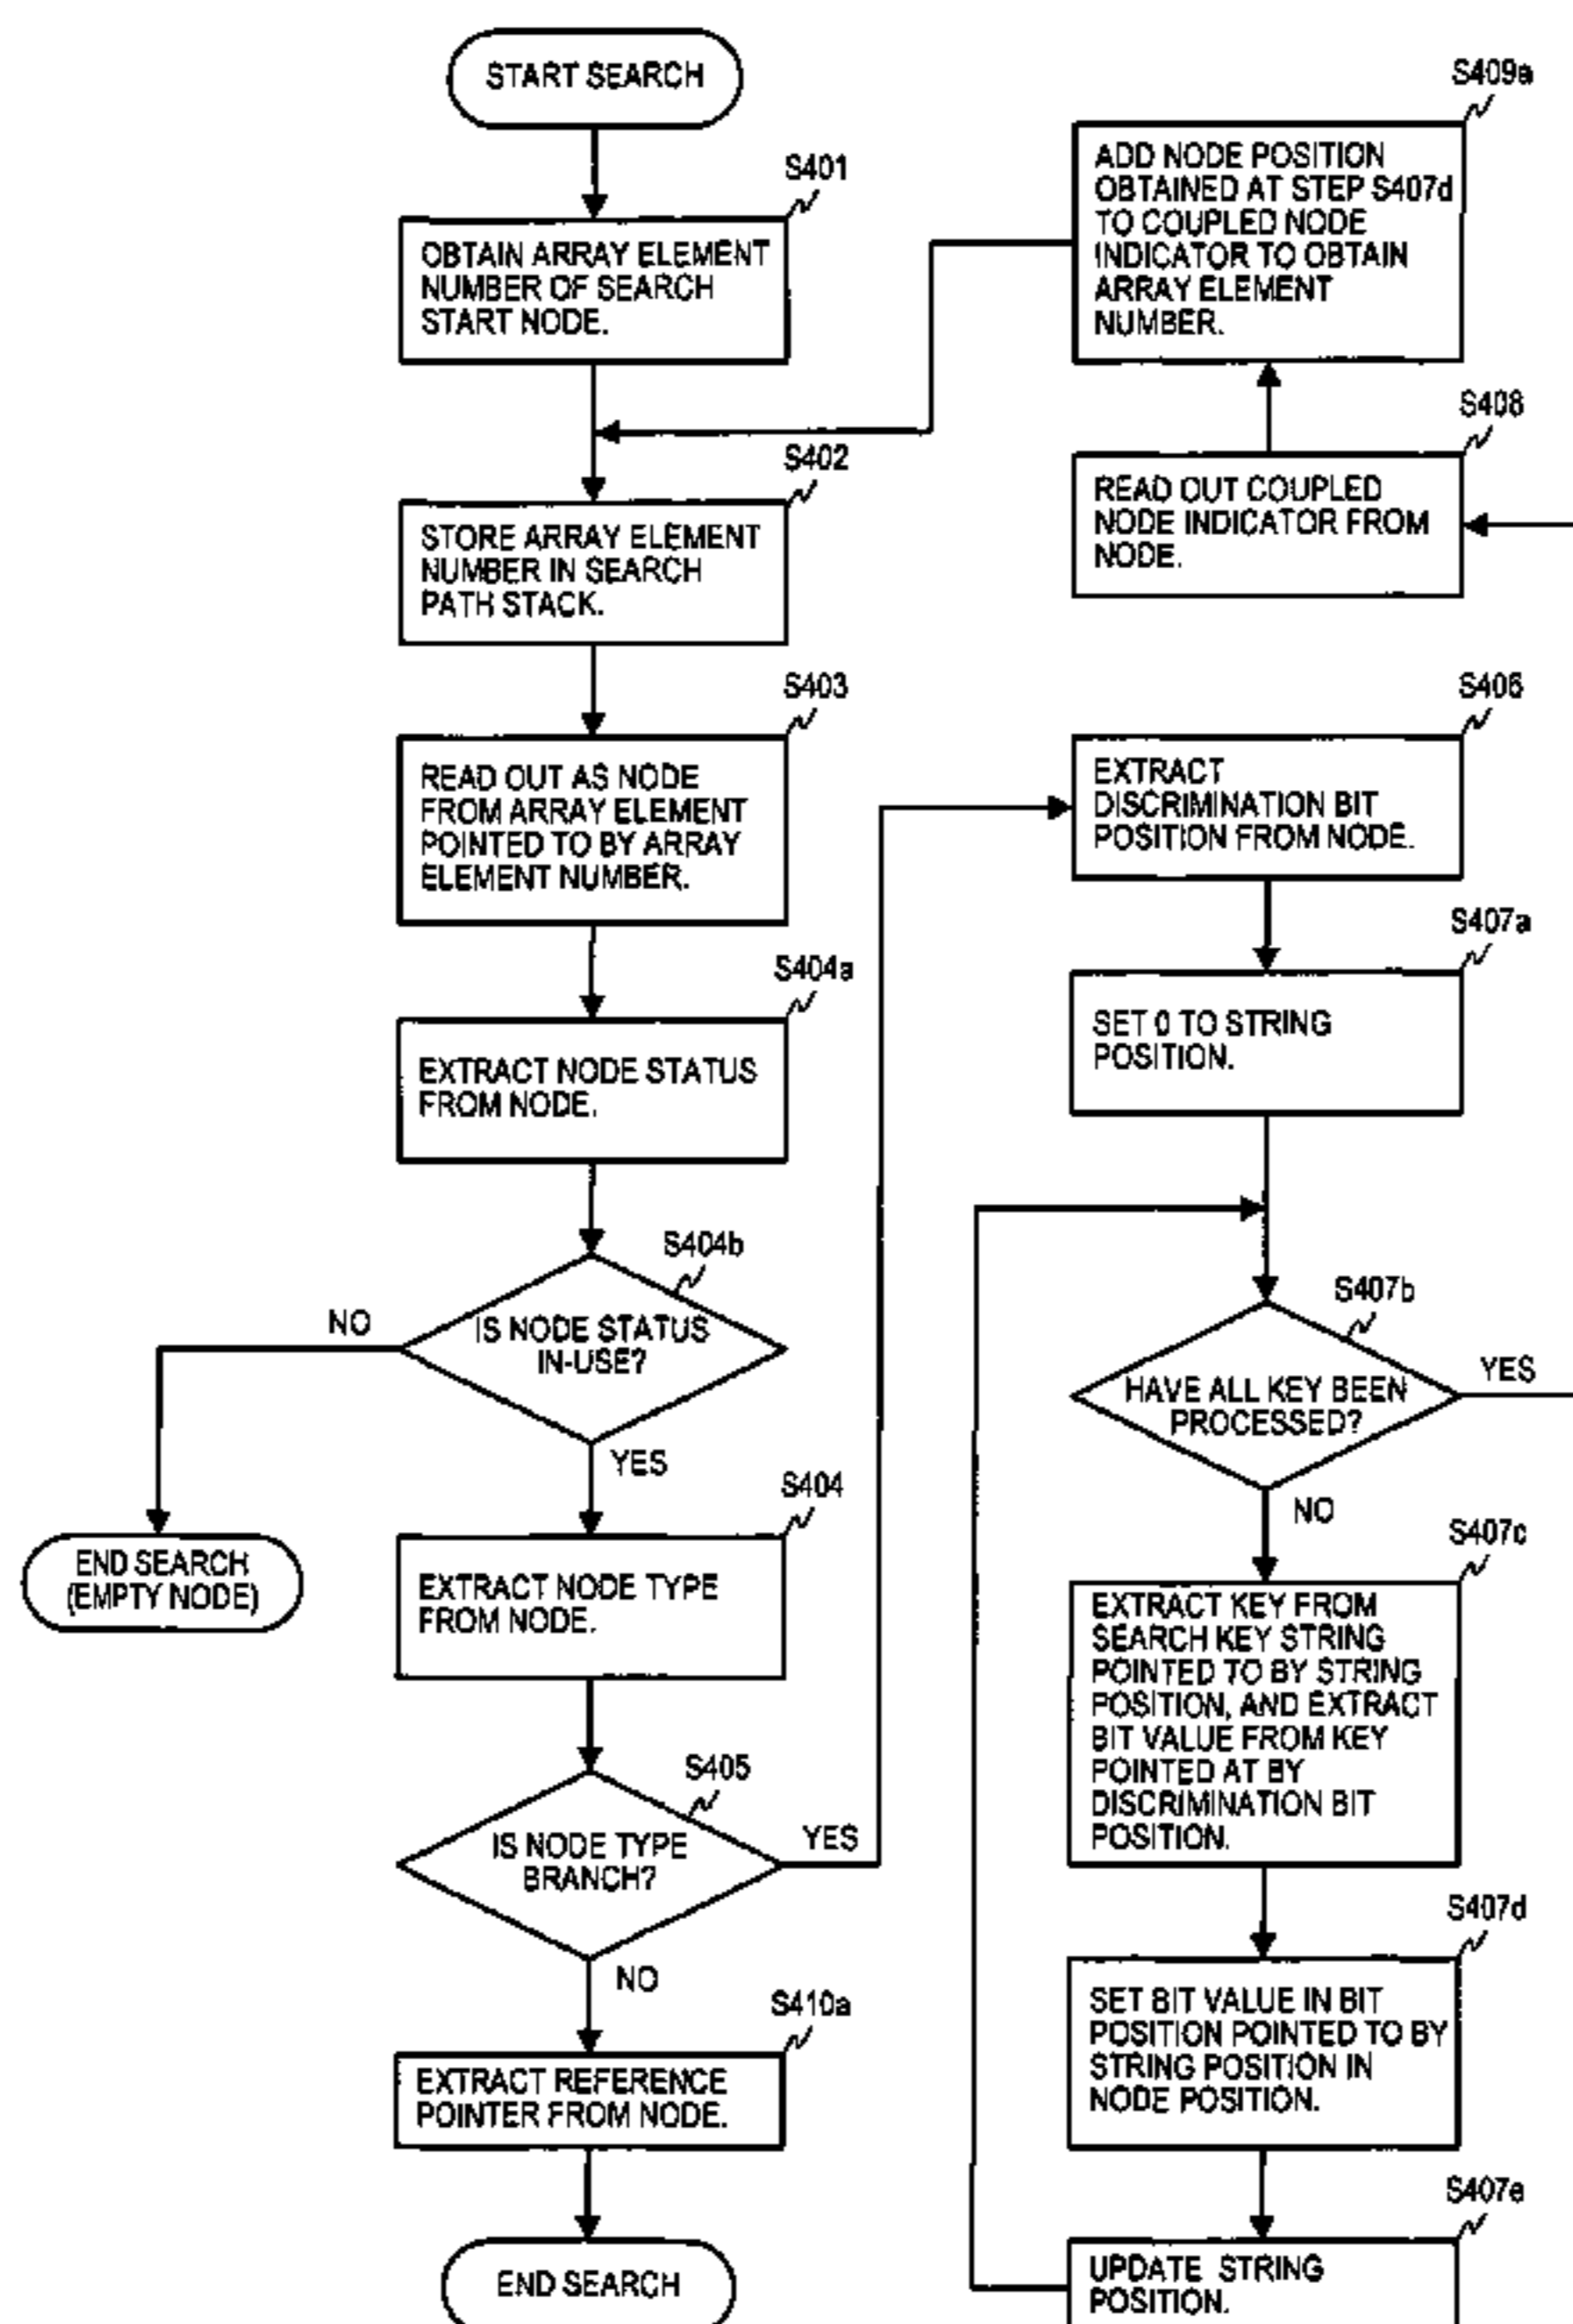 START SEARCH
S401
OBTAIN ARRAY ELEMENT
NUMBER OF SEARCH
START NODE.
S402
STORE ARRAY ELEMENT
NUMBER IN SEARCH
PATH STACK.
S403
READ OUT AS NODE
FROM ARRAY ELEMENT
POINTED TO BY ARRAY
ELEMENT NUMBER.
S404a
EXTRACT NODE STATUS
FROM NODE.
S404b
IS NODE STATUS
IN-USE?
NO
YES
END SEARCH
(EMPTY NODE)
S404
EXTRACT NODE TYPE
FROM NODE.
S405
IS NODE TYPE
BRANCH?
YES
NO
S410a
EXTRACT REFERENCE
POINTER FROM NODE.
END SEARCH
S409a
ADD NODE POSITION
OBTAINED AT STEP S407d
TO COUPLED NODE
INDICATOR TO OBTAIN
ARRAY ELEMENT
NUMBER.
S408
READ OUT COUPLED
NODE INDICATOR FROM
NODE.
S406
EXTRACT
DISCRIMINATION BIT
POSITION FROM NODE.
S407a
SET 0 TO STRING
POSITION.
S407b
HAVE ALL KEY BEEN
PROCESSED?
YES
NO
S407c
EXTRACT KEY FROM
SEARCH KEY STRING
POINTED TO BY STRING
POSITION, AND EXTRACT
BIT VALUE FROM KEY
POINTED AT BY
DISCRIMINATION BIT
POSITION.
S407d
SET BIT VALUE IN BIT
POSITION POINTED TO BY
STRING POSITION IN
NODE POSITION.
S407e
UPDATE STRING
POSITION.